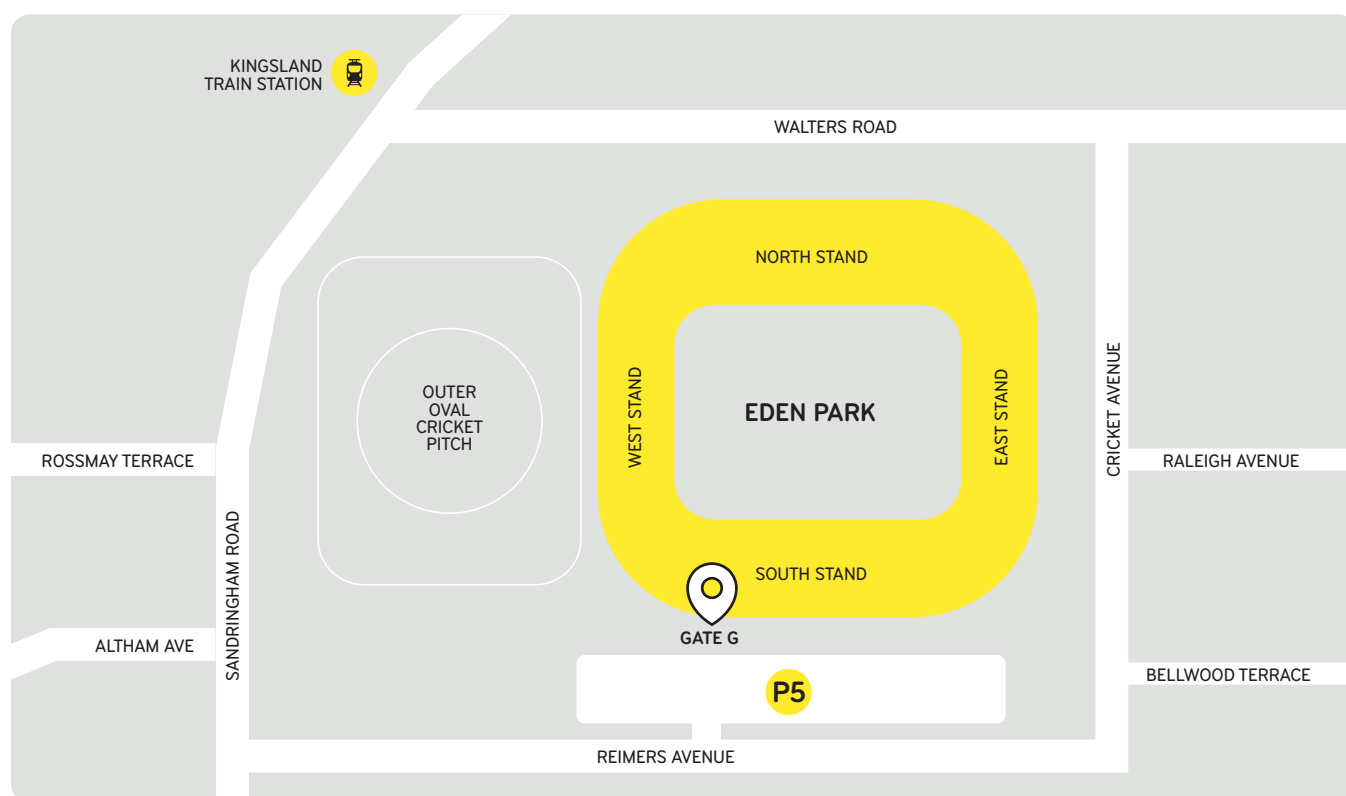 KINGSLAND
TRAIN STATION
WALTERS ROAD
NORTH STAND
OUTER
OVAL
CRICKET
PITCH
WEST STAND
EDEN PARK
EAST STAND
CRICKET AVENUE
ROSSMAY TERRACE
RALEIGH AVENUE
SANDRINGHAM ROAD
SOUTH STAND
GATE G
ALTHAM AVE
BELLWOOD TERRACE
P5
REIMERS AVENUE